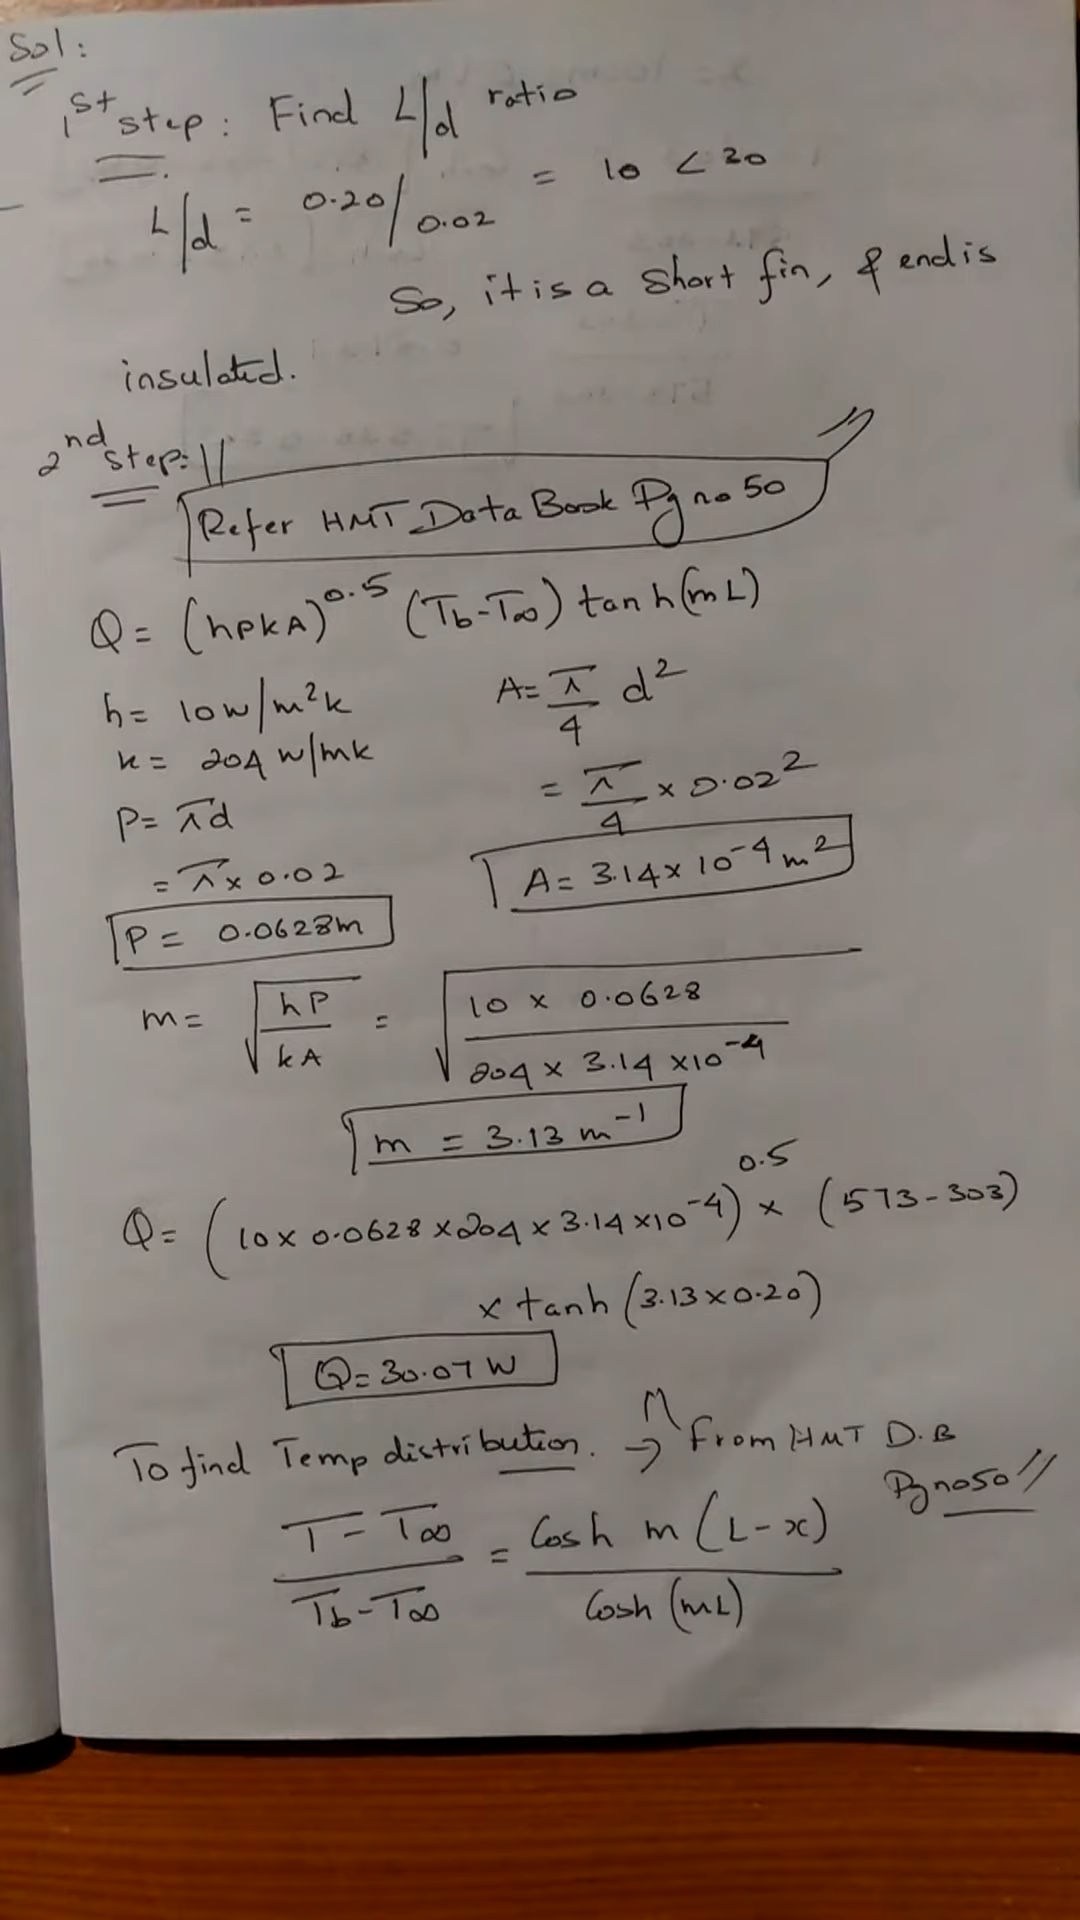 Sol:
1st step: Find L/d ratio
L/d = 0.20/0.02 = 10 < 20
So, it is a short fin, & end is
insulated.
2nd step:
Refer HMT Data Book Pg no 50
Q = (hPkA)^0.5 (Tb-T∞) tanh(mL)
h = 10 W/m²k
A = π/4 d²
k = 204 W/mk
= π/4 × 0.02²
P = πd
= π × 0.02
A = 3.14 × 10⁻⁴ m²
P = 0.0628m
m = √(hP/kA) = √(10 × 0.0628 / 204 × 3.14 × 10⁻⁴)
m = 3.13 m⁻¹
Q = (10 × 0.0628 × 204 × 3.14 × 10⁻⁴)^0.5 × (573 - 303)
× tanh (3.13 × 0.20)
Q = 30.07 W
To find Temp distribution. → From HMT D.B
Pg no 50
T - T∞ / Tb - T∞ = Cosh m (L-x) / Cosh (mL)